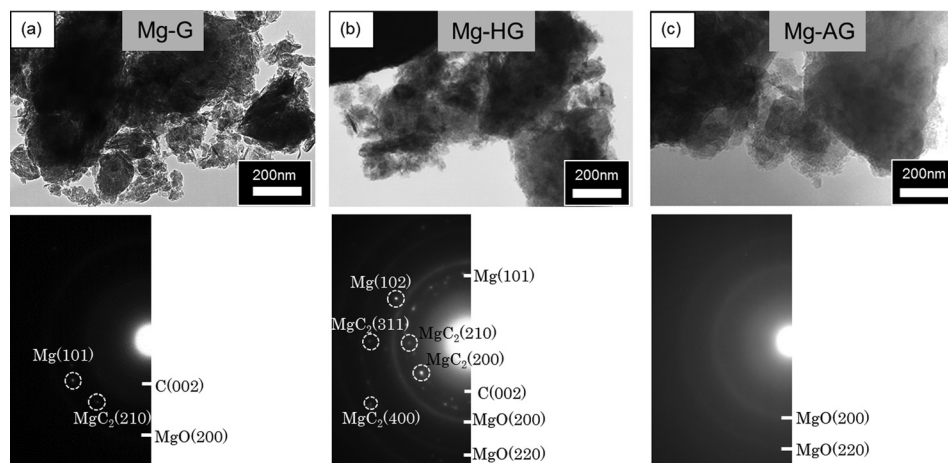 (a) Mg-G
200nm
(b) Mg-HG
200nm
(c) Mg-AG
200nm
Mg(101)
MgC₂(210)
C(002)
MgO(200)
Mg(102)
MgC₂(311)
MgC₂(210)
MgC₂(200)
MgC₂(400)
Mg(101)
C(002)
MgO(200)
MgO(220)
MgO(200)
MgO(220)